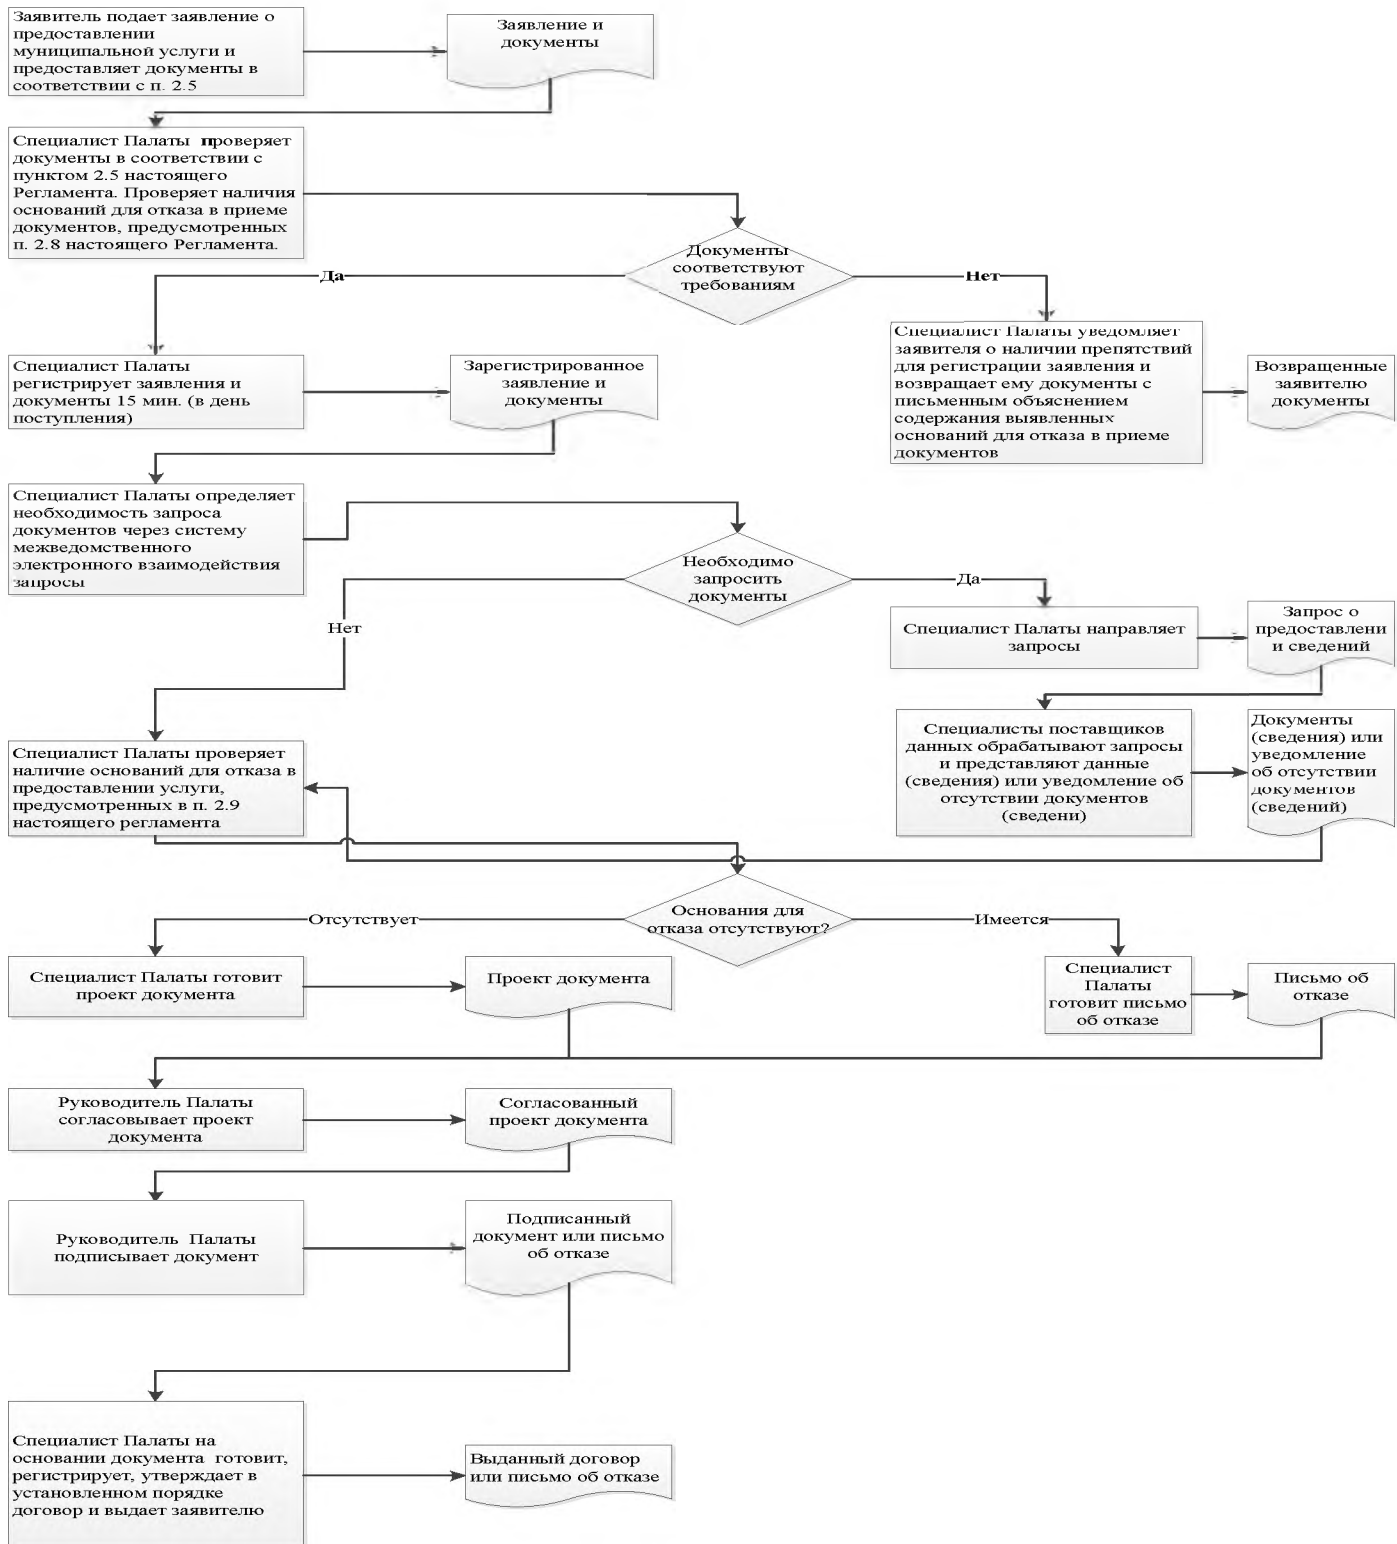 Заявитель подает заявление о
предоставлении
муниципальной услуги и
предоставляет документы в
соответствии с п. 2.5
Заявление и
документы
Специалист Палаты проверяет
документы в соответствии с
пунктом 2.5 настоящего
Регламента. Проверяет наличия
оснований для отказа в приеме
документов, предусмотренных
п. 2.8 настоящего Регламента.
Документы
соответствуют
требованиям
Да
Нет
Специалист Палаты
регистрирует заявления и
документы 15 мин. (в день
поступления)
Зарегистрированное
заявление и
документы
Специалист Палаты уведомляет
заявителя о наличии препятствий
для регистрации заявления и
возвращает ему документы с
письменным объяснением
содержания выявленных
оснований для отказа в приеме
документов
Возвращенные
заявителю
документы
Специалист Палаты определяет
необходимость запроса
документов через систему
межведомственного
электронного взаимодействия
запросы
Необходимо
запросить
документы
Да
Нет
Специалист Палаты направляет
запросы
Запрос о
предоставлени
и сведений
Специалисты поставщиков
данных обрабатывают запросы
и представляют данные
(сведения) или уведомление об
отсутствии документов
(сведени)
Документы
(сведения) или
уведомление
об отсутствии
документов
(сведений)
Специалист Палаты проверяет
наличие оснований для отказа в
предоставлении услуги,
предусмотренных в п. 2.9
настоящего регламента
Основания для
отказа отсутствуют?
Отсутствует
Имеется
Специалист Палаты готовит
проект документа
Проект документа
Специалист
Палаты
готовит письмо
об отказе
Письмо об
отказе
Руководитель Палаты
согласовывает проект
документа
Согласованный
проект документа
Руководитель Палаты
подписывает документ
Подписанный
документ или письмо
об отказе
Специалист Палаты на
основании документа готовит,
регистрирует, утверждает в
установленном порядке
договор и выдает заявителю
Выданный договор
или письмо об отказе